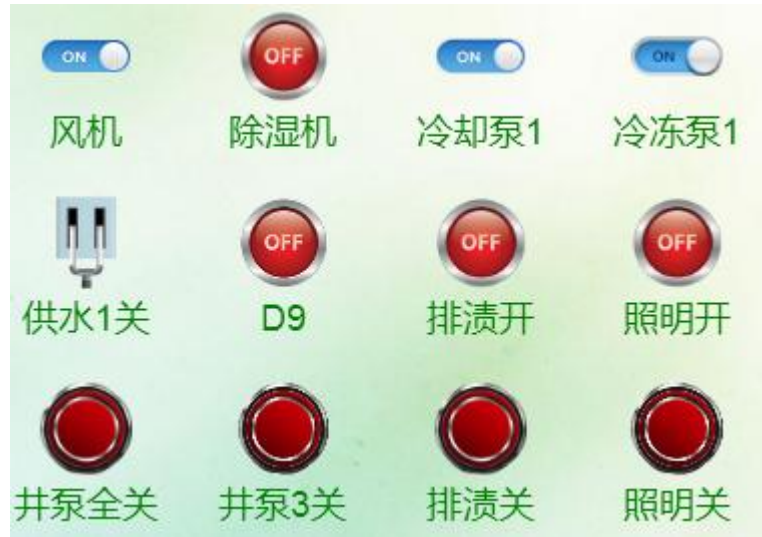 ON OFF ON ON
风机 除湿机 冷却泵1 冷冻泵1
OFF OFF OFF
供水1关 D9 排渍开 照明开
井泵全关 井泵3关 排渍关 照明关